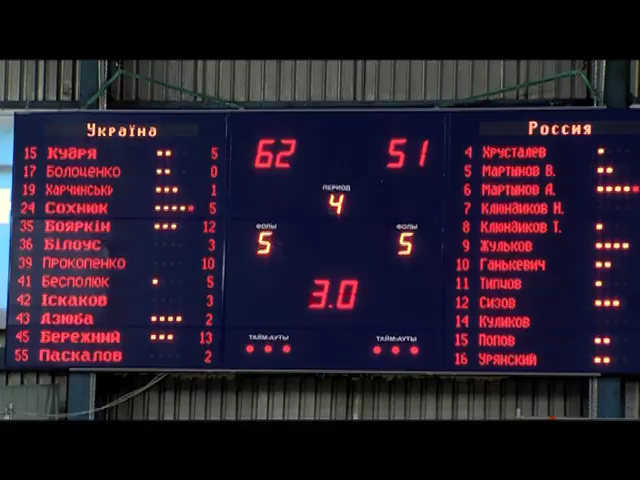 Україна
15 Кудря 5
17 Болоценко 0
19 Харчинськи 1
24 Сохнюк 5
35 Бояркін 12
36 Білоус 3
39 Прокопенко 10
41 Бесполюк 5
42 Іскаков 3
43 Дзюба 2
45 Бережний 13
55 Паскалов 2
62 51
ПЕРИОД
4
ФОЛЫ ФОЛЫ
5 5
3.0
ТАЙМ-АУТЫ ТАЙМ-АУТЫ
Россия
4 Хрусталев
5 Мартынов В.
6 Мартынов А.
7 Клюндиков Н.
8 Клюндиков Т.
9 Жульков
10 Ганькевич
11 Типцов
12 Сизов
14 Куликов
15 Попов
16 Урянский